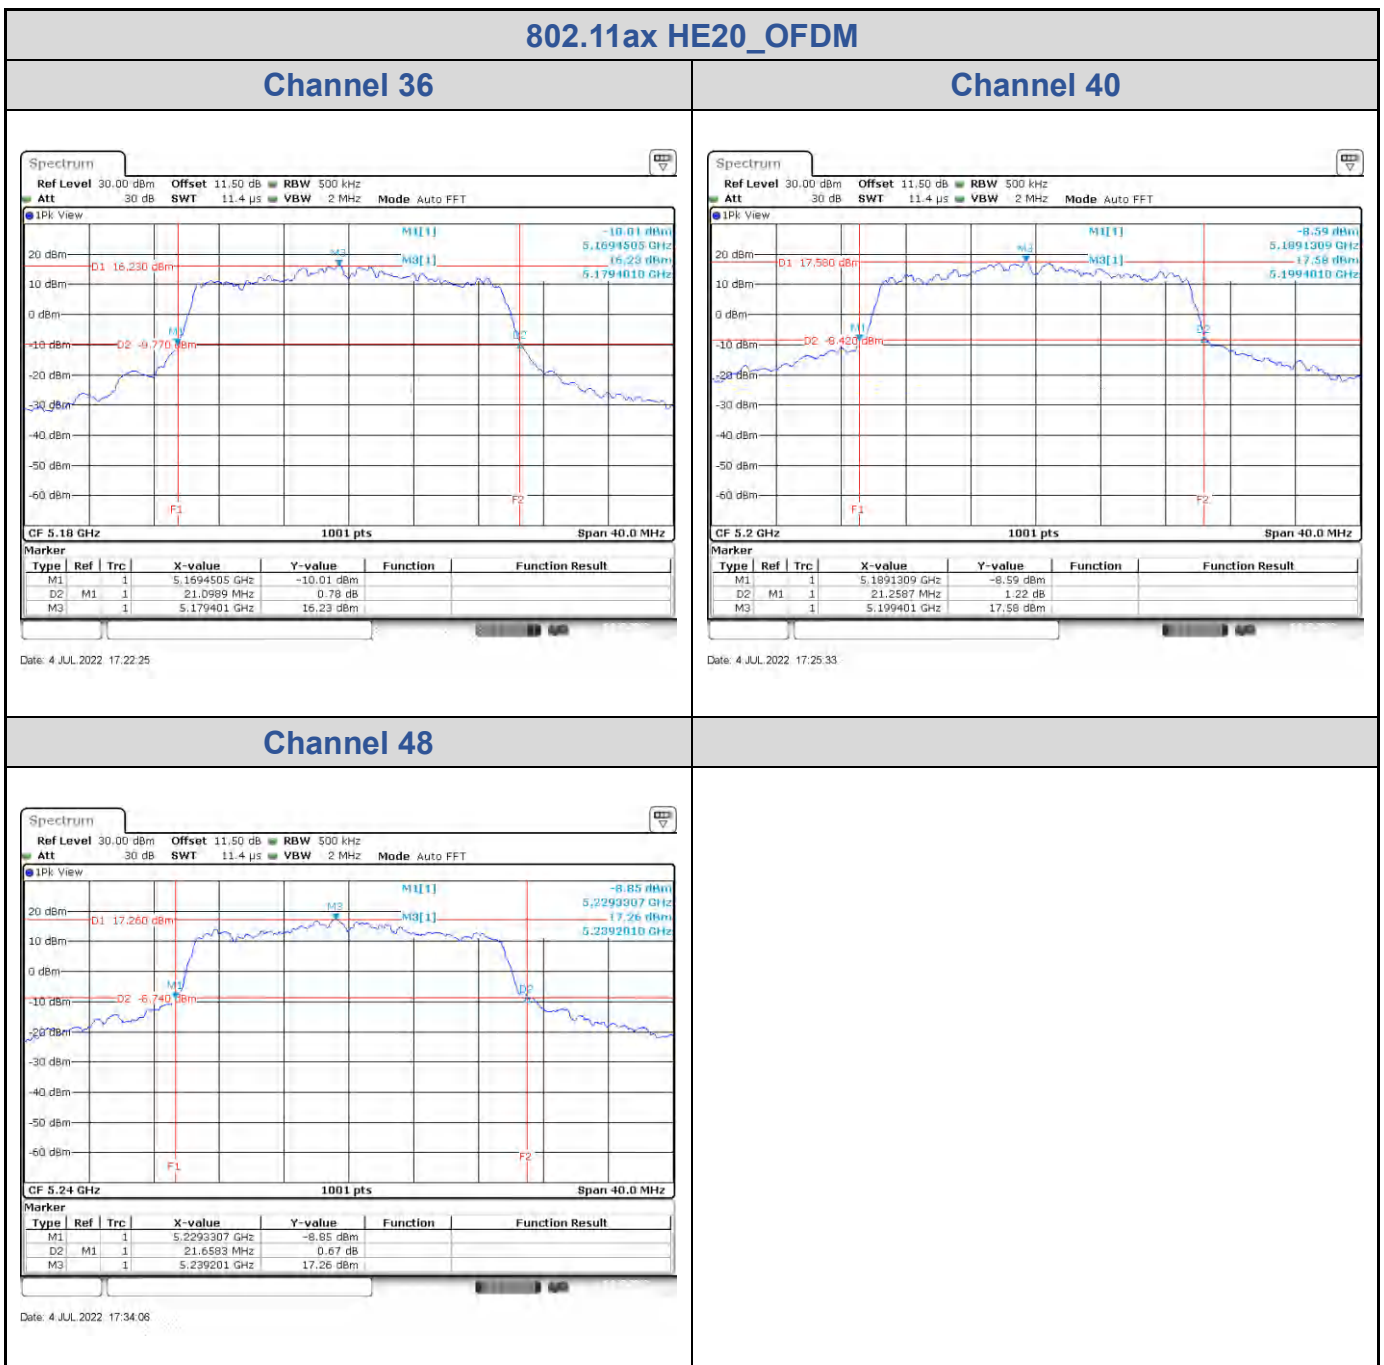 802.11ax HE20_OFDM
Channel 36
Channel 40
Spectrum
Ref Level 30.00 dBm Offset 11.50 dB RBW 500 kHz
Att 30 dB SWT 11.4 µs VBW 2 MHz Mode Auto FFT
1Pk View
M1[1] -10.01 dBm
5.1694505 GHz
M3[1] 16.23 dBm
5.1794010 GHz
M3
20 dBm
D1 16.230 dBm
10 dBm
0 dBm
M1
D2
-10 dBm
D2 -9.770 dBm
-20 dBm
-30 dBm
-40 dBm
-50 dBm
-60 dBm
F1
F2
CF 5.18 GHz 1001 pts Span 40.0 MHz
Marker
Type Ref Trc X-value Y-value Function Function Result
M1 1 5.1694505 GHz -10.01 dBm
D2 M1 1 21.0989 MHz 0.78 dB
M3 1 5.179401 GHz 16.23 dBm
Date: 4.JUL.2022 17:22:25
Spectrum
Ref Level 30.00 dBm Offset 11.50 dB RBW 500 kHz
Att 30 dB SWT 11.4 µs VBW 2 MHz Mode Auto FFT
1Pk View
M1[1] -8.59 dBm
5.1891309 GHz
M3[1] 17.58 dBm
5.1994010 GHz
M3
20 dBm
D1 17.580 dBm
10 dBm
0 dBm
M1
D2
-10 dBm
D2 -8.420 dBm
-20 dBm
-30 dBm
-40 dBm
-50 dBm
-60 dBm
F1
F2
CF 5.2 GHz 1001 pts Span 40.0 MHz
Marker
Type Ref Trc X-value Y-value Function Function Result
M1 1 5.1891309 GHz -8.59 dBm
D2 M1 1 21.2587 MHz 1.22 dB
M3 1 5.199401 GHz 17.58 dBm
Date: 4.JUL.2022 17:25:33
Channel 48
Spectrum
Ref Level 30.00 dBm Offset 11.50 dB RBW 500 kHz
Att 30 dB SWT 11.4 µs VBW 2 MHz Mode Auto FFT
1Pk View
M1[1] -8.85 dBm
5.2293307 GHz
M3[1] 17.26 dBm
5.2392010 GHz
M3
20 dBm
D1 17.260 dBm
10 dBm
0 dBm
M1
D2
-10 dBm
D2 -8.740 dBm
-20 dBm
-30 dBm
-40 dBm
-50 dBm
-60 dBm
F1
F2
CF 5.24 GHz 1001 pts Span 40.0 MHz
Marker
Type Ref Trc X-value Y-value Function Function Result
M1 1 5.2293307 GHz -8.85 dBm
D2 M1 1 21.6583 MHz 0.67 dB
M3 1 5.239201 GHz 17.26 dBm
Date: 4.JUL.2022 17:34:06